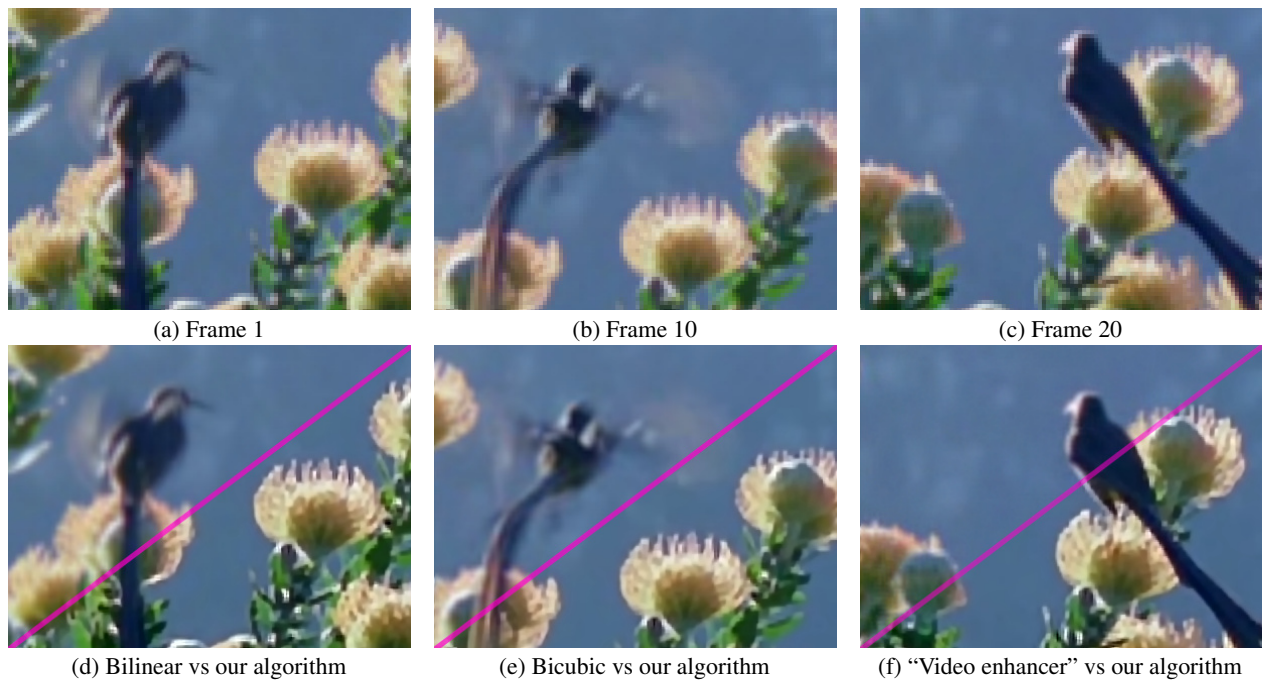 (a) Frame 1
(b) Frame 10
(c) Frame 20
(d) Bilinear vs our algorithm
(e) Bicubic vs our algorithm
(f) “Video enhancer” vs our algorithm